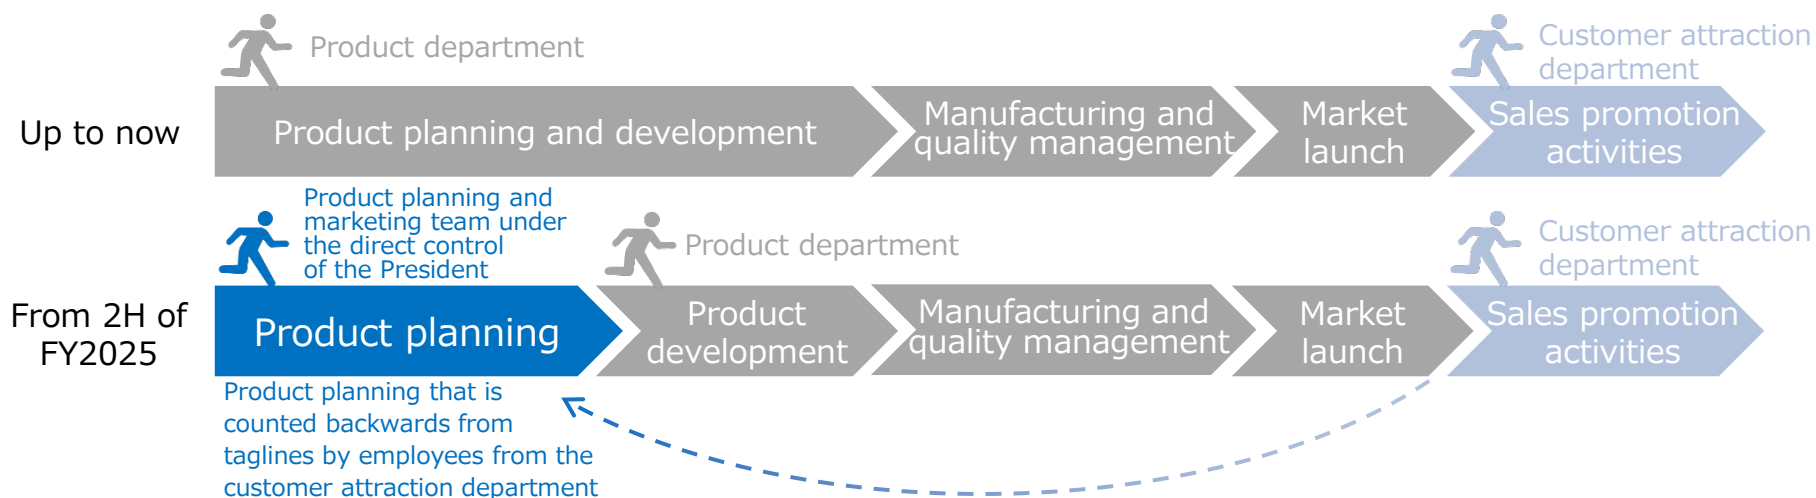 Product department
Customer attraction
department
Up to now
Product planning and development
Manufacturing and
quality management
Market
launch
Sales promotion
activities
Product planning and
marketing team under
the direct control
of the President
Product department
Customer attraction
department
From 2H of
FY2025
Product planning
Product
development
Manufacturing and
quality management
Market
launch
Sales promotion
activities
Product planning that is
counted backwards from
taglines by employees from the
customer attraction department